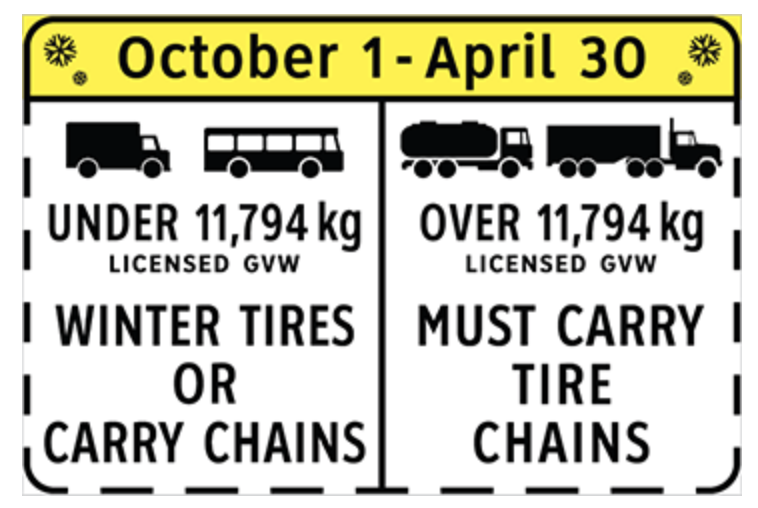 October 1 - April 30
UNDER 11,794 kg
LICENSED GVW
WINTER TIRES
OR
CARRY CHAINS
OVER 11,794 kg
LICENSED GVW
MUST CARRY
TIRE
CHAINS